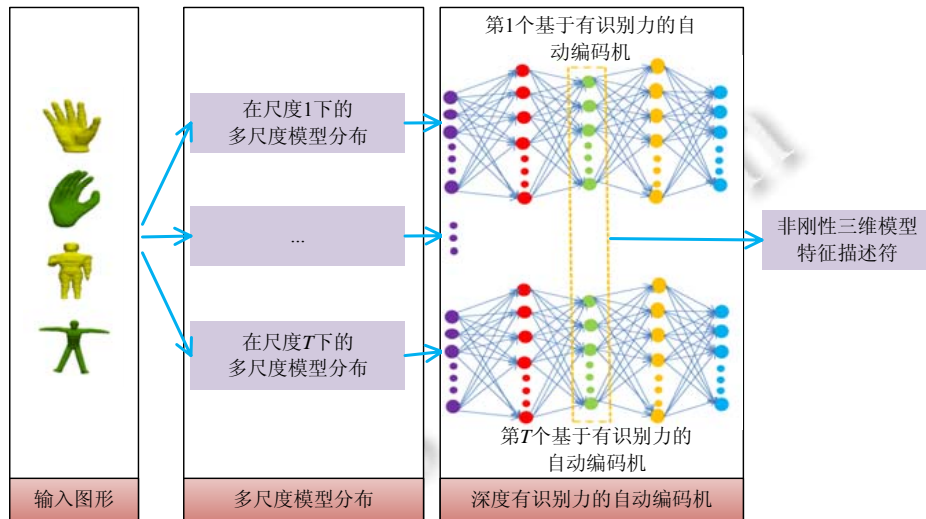 第1个基于有识别力的自
动编码机
在尺度1下的
多尺度模型分布
...
非刚性三维模型
特征描述符
在尺度T下的
多尺度模型分布
第T个基于有识别力的
自动编码机
输入图形
多尺度模型分布
深度有识别力的自动编码机